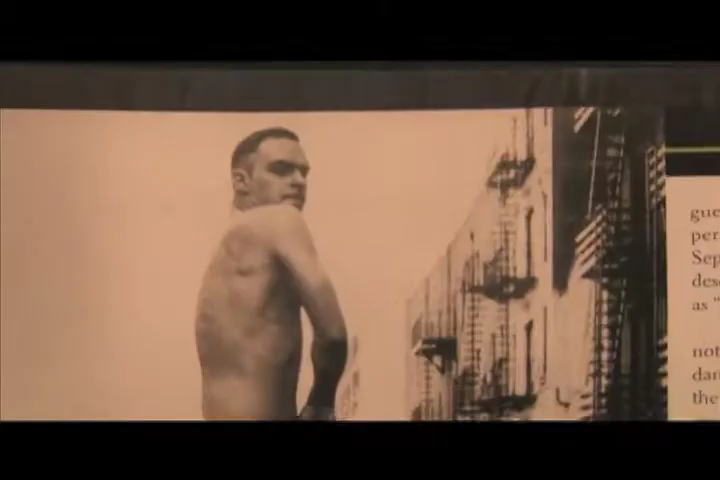 gue
per
Sep
des
as "
not
dan
the